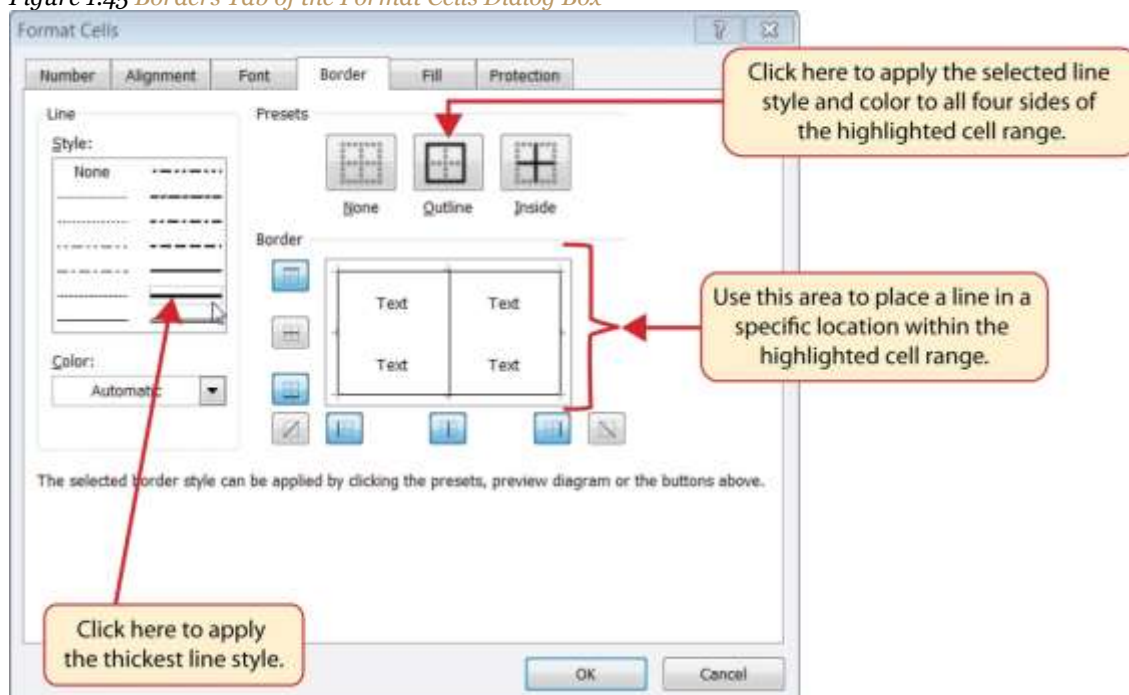 Figure 1.45 Borders Tab of the Format Cells Dialog Box
Format Cells
Number Alignment Font Border Fill Protection
Click here to apply the selected line
style and color to all four sides of
the highlighted cell range.
Line
Presets
Style:
None
None Outline Inside
Border
Text Text
Text Text
Use this area to place a line in a
specific location within the
highlighted cell range.
Color:
Automatic
The selected border style can be applied by clicking the presets, preview diagram or the buttons above.
Click here to apply
the thickest line style.
OK Cancel